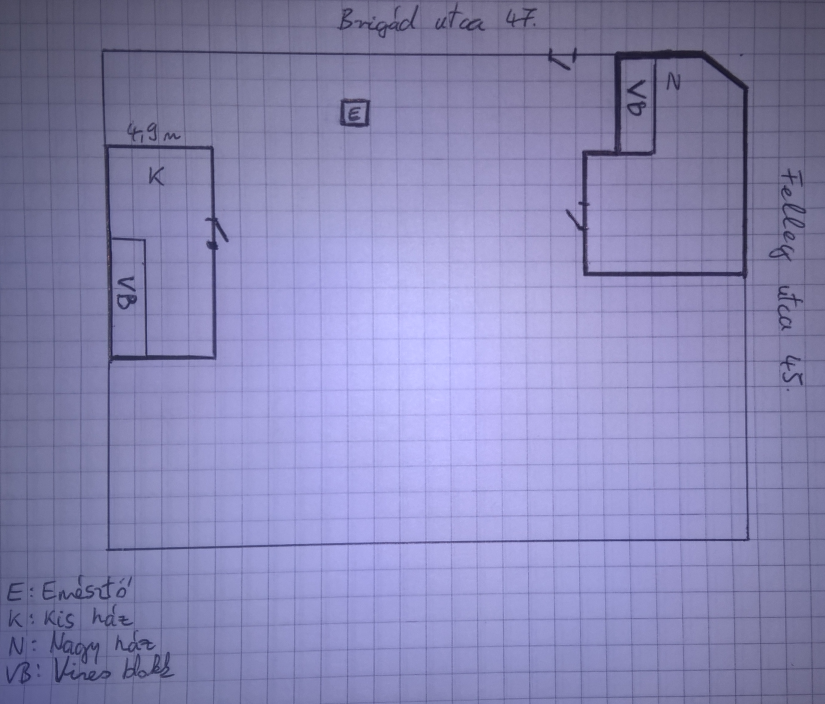 Brigád utca 47.
E
VB
N
4,9 m
K
VB
Felleg utca 45.
E: Emésztő
K: Kis ház
N: Nagy ház
VB: Vizes blokk